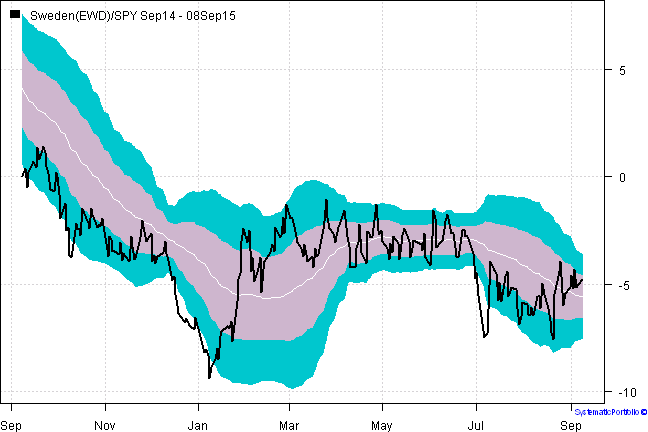 Sweden(EWD)/SPY Sep14 - 08Sep15
5
0
-5
-10
Sep Nov Jan Mar May Jul Sep
SystematicPortfolio ©